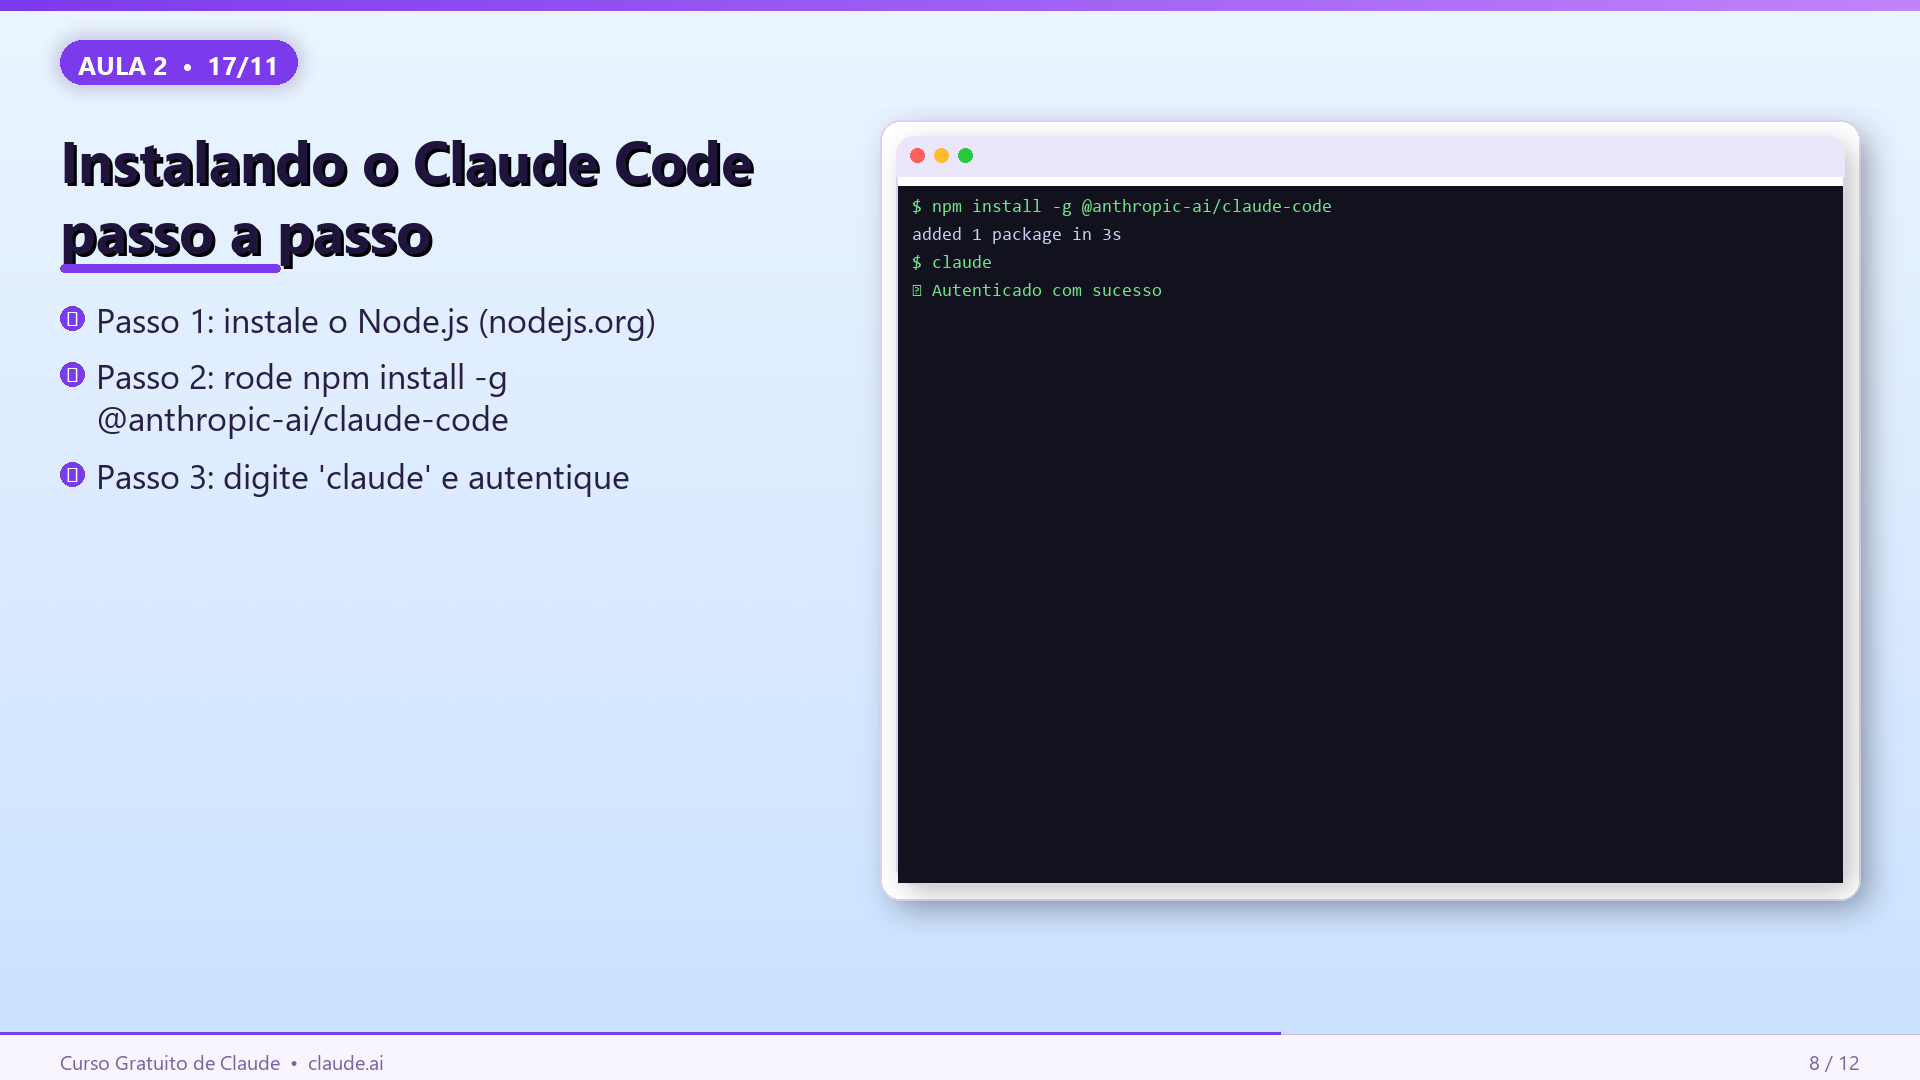 AULA 2 • 17/11
Instalando o Claude Code
passo a passo
Passo 1: instale o Node.js (nodejs.org)
Passo 2: rode npm install -g
@anthropic-ai/claude-code
Passo 3: digite 'claude' e autentique
$ npm install -g @anthropic-ai/claude-code
added 1 package in 3s
$ claude
Autenticado com sucesso
Curso Gratuito de Claude • claude.ai
8 / 12